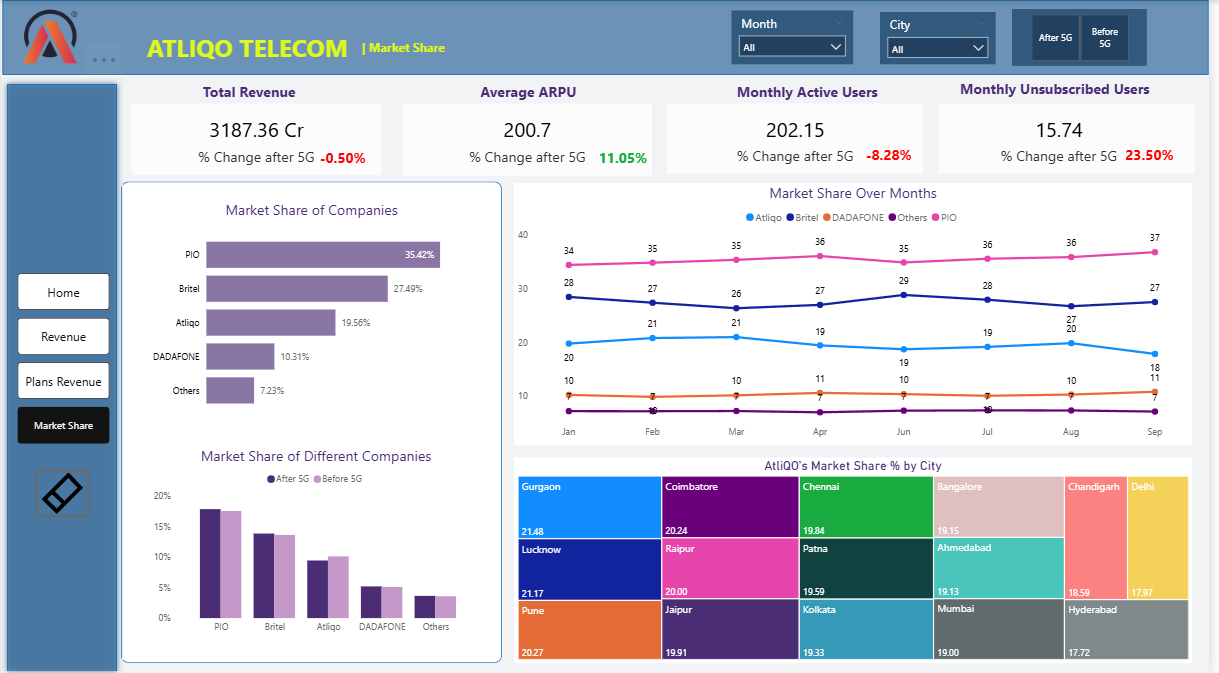 ATLIQO TELECOM | Market Share
Month
All
City
All
After 5G
Before
5G
Total Revenue
3187.36 Cr
% Change after 5G -0.50%
Average ARPU
200.7
% Change after 5G 11.05%
Monthly Active Users
202.15
% Change after 5G -8.28%
Monthly Unsubscribed Users
15.74
% Change after 5G 23.50%
Home
Revenue
Plans Revenue
Market Share
Market Share of Companies
PIO 35.42%
Britel 27.49%
Atliqo 19.56%
DADAFONE 10.31%
Others 7.23%
Market Share of Different Companies
After 5G Before 5G
20%
15%
10%
5%
0%
PIO Britel Atliqo DADAFONE Others
Market Share Over Months
Atliqo Britel DADAFONE Others PIO
40
30
20
10
34 35 35 36 35 36 36 37
28 27 26 27 29 28 27 27
20 21 21 19 19 19 20 18
10 10 10 11 10 10 10 11
7 7 7 7 7 7 7 7
Jan Feb Mar Apr Jun Jul Aug Sep
AtliQO's Market Share % by City
Gurgaon
21.48
Lucknow
21.17
Pune
20.27
Coimbatore
20.24
Raipur
20.00
Jaipur
19.91
Chennai
19.84
Patna
19.59
Kolkata
19.33
Bangalore
19.15
Ahmedabad
19.13
Mumbai
19.00
Chandigarh
18.59
Delhi
17.97
Hyderabad
17.72